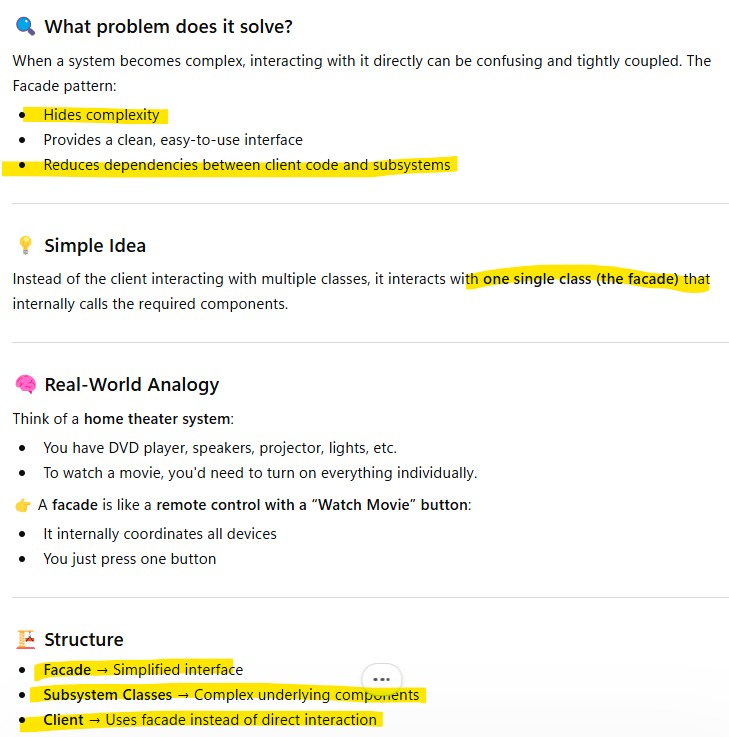 What problem does it solve?
When a system becomes complex, interacting with it directly can be confusing and tightly coupled. The
Facade pattern:
Hides complexity
Provides a clean, easy-to-use interface
Reduces dependencies between client code and subsystems
Simple Idea
Instead of the client interacting with multiple classes, it interacts with one single class (the facade) that
internally calls the required components.
Real-World Analogy
Think of a home theater system:
You have DVD player, speakers, projector, lights, etc.
To watch a movie, you'd need to turn on everything individually.
A facade is like a remote control with a “Watch Movie” button:
It internally coordinates all devices
You just press one button
Structure
Facade → Simplified interface
Subsystem Classes → Complex underlying components
Client → Uses facade instead of direct interaction